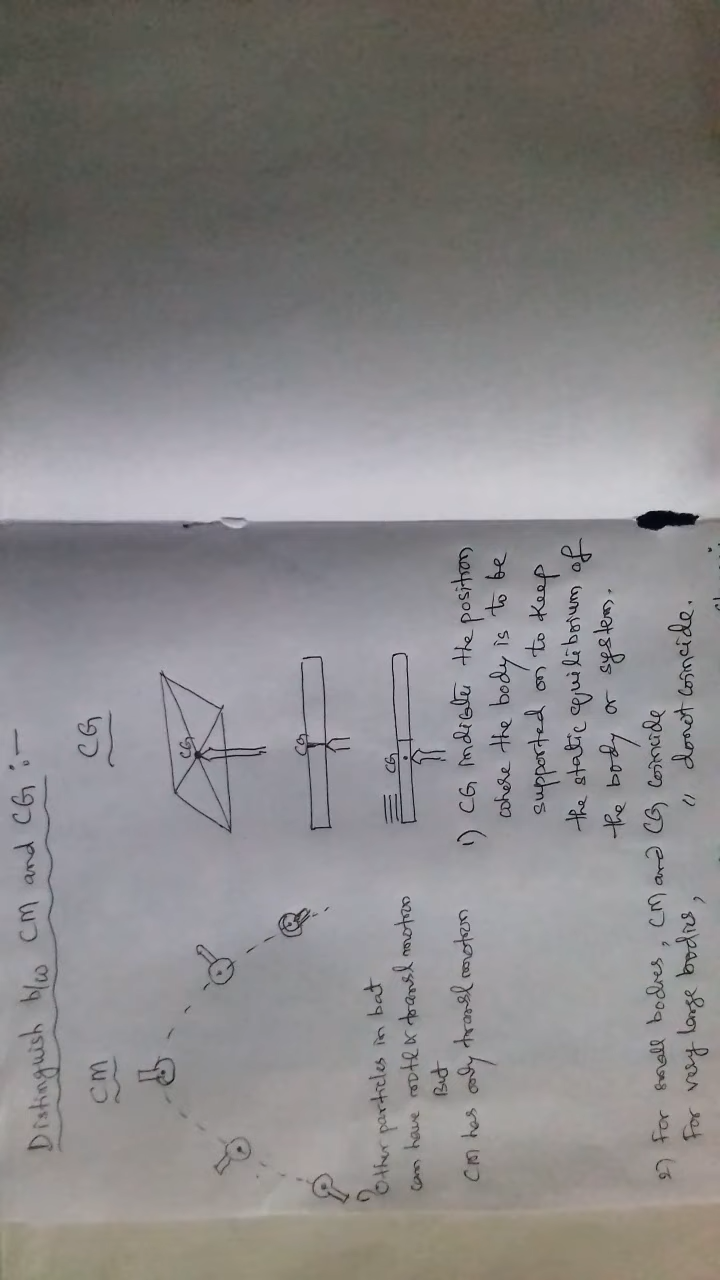 Distinguish b/w CM and CG :-
CM
1) Other particles in bat
can have rot & transl motion
But
CM has only transl motion
CG
CG
CG
CG
1) CG indicates the position
where the body is to be
supported on to keep
the static equilibrium of
the body or system.
2) For small bodies, CM and CG coincide
For very large bodies, " donot coincide.